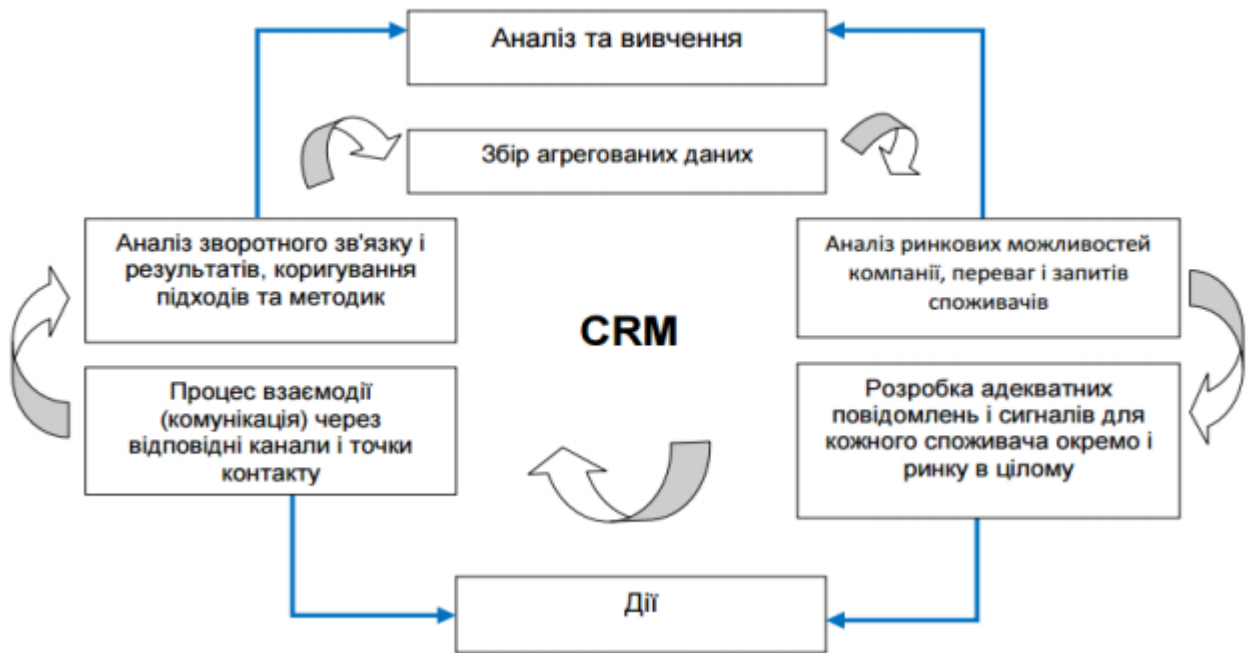 Аналіз та вивчення
Збір агрегованих даних
Аналіз зворотного зв'язку і
результатів, коригування
підходів та методик
Аналіз ринкових можливостей
компанії, переваг і запитів
споживачів
CRM
Процес взаємодії
(комунікація) через
відповідні канали і точки
контакту
Розробка адекватних
повідомлень і сигналів для
кожного споживача окремо і
ринку в цілому
Дії